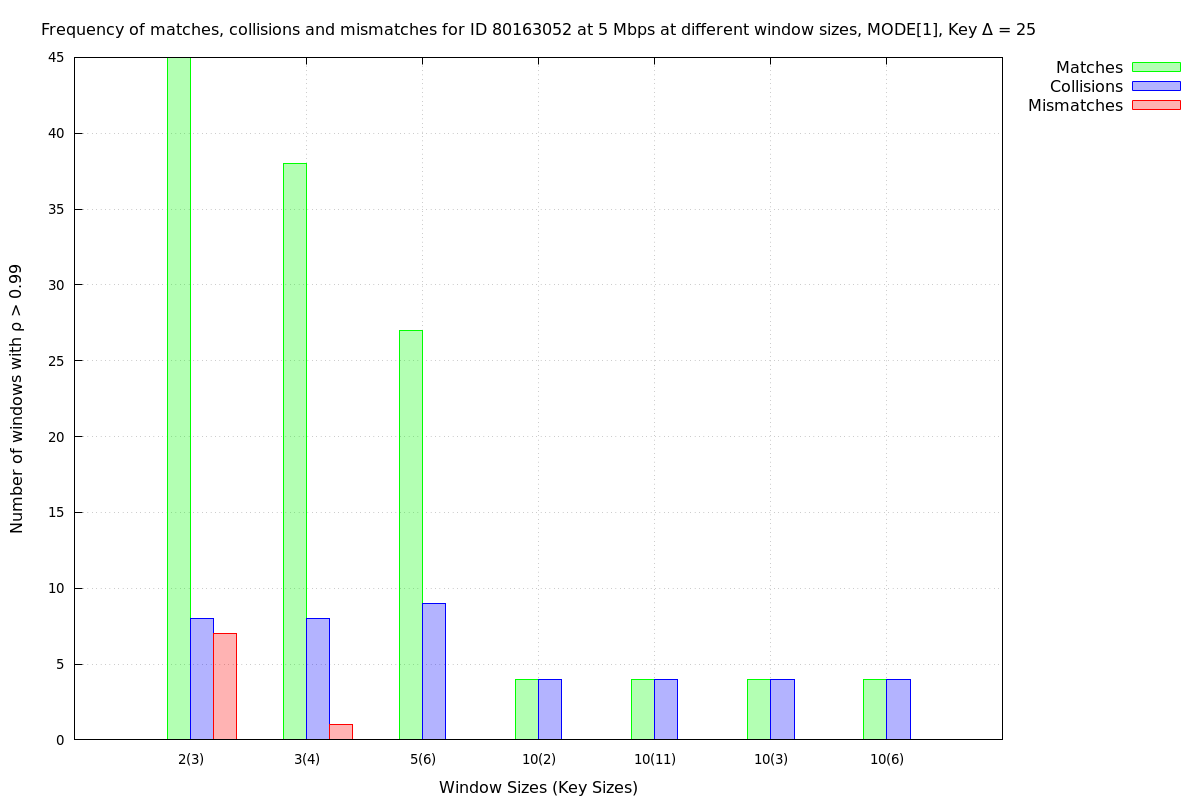 Frequency of matches, collisions and mismatches for ID 80163052 at 5 Mbps at different window sizes, MODE[1], Key Δ = 25
Matches
Collisions
Mismatches
Number of windows with ρ > 0.99
45
40
35
30
25
20
15
10
5
0
2(3) 3(4) 5(6) 10(2) 10(11) 10(3) 10(6)
Window Sizes (Key Sizes)